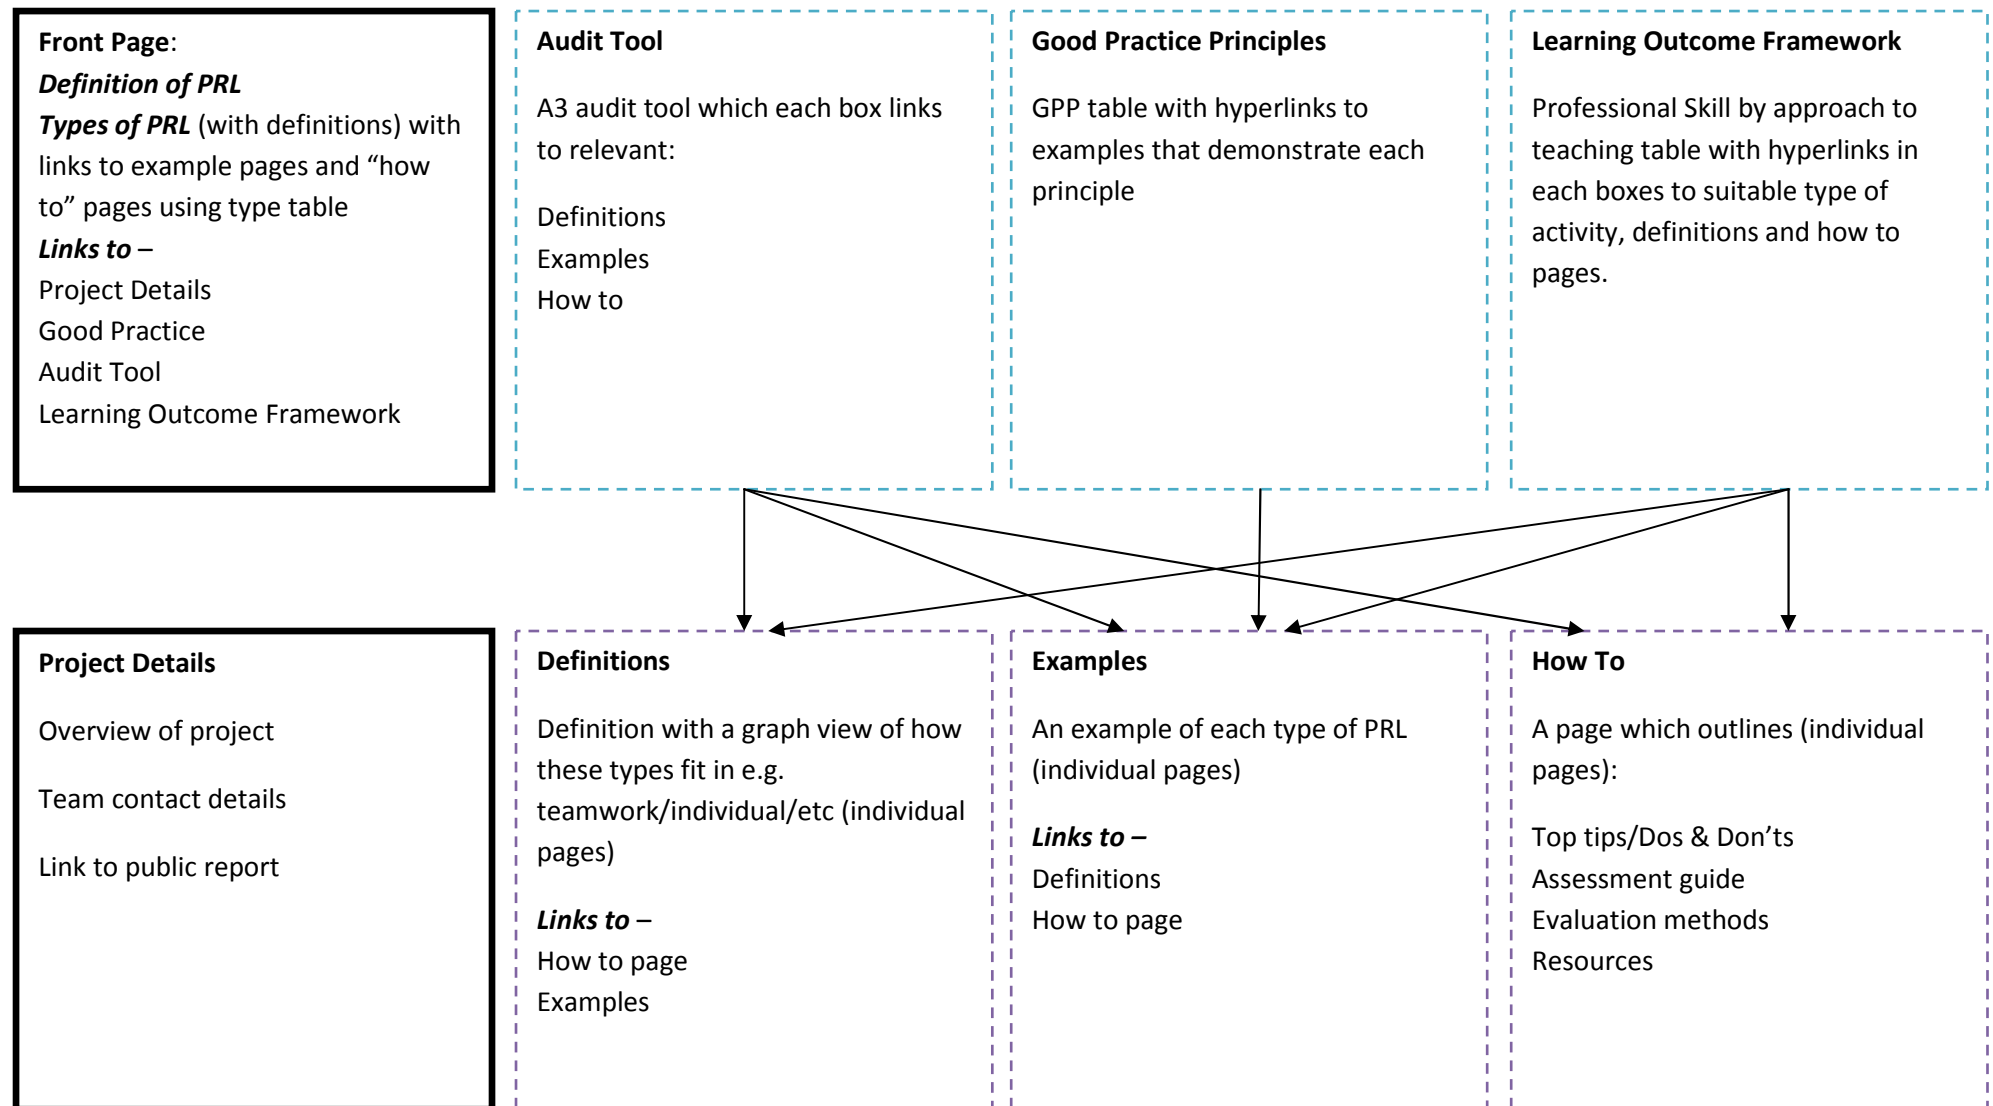 Front Page:
Definition of PRL
Types of PRL (with definitions) with
links to example pages and “how
to” pages using type table
Links to –
Project Details
Good Practice
Audit Tool
Learning Outcome Framework
Audit Tool
A3 audit tool which each box links
to relevant:
Definitions
Examples
How to
Good Practice Principles
GPP table with hyperlinks to
examples that demonstrate each
principle
Learning Outcome Framework
Professional Skill by approach to
teaching table with hyperlinks in
each boxes to suitable type of
activity, definitions and how to
pages.
Project Details
Overview of project
Team contact details
Link to public report
Definitions
Definition with a graph view of how
these types fit in e.g.
teamwork/individual/etc (individual
pages)
Links to –
How to page
Examples
Examples
An example of each type of PRL
(individual pages)
Links to –
Definitions
How to page
How To
A page which outlines (individual
pages):
Top tips/Dos & Don’ts
Assessment guide
Evaluation methods
Resources